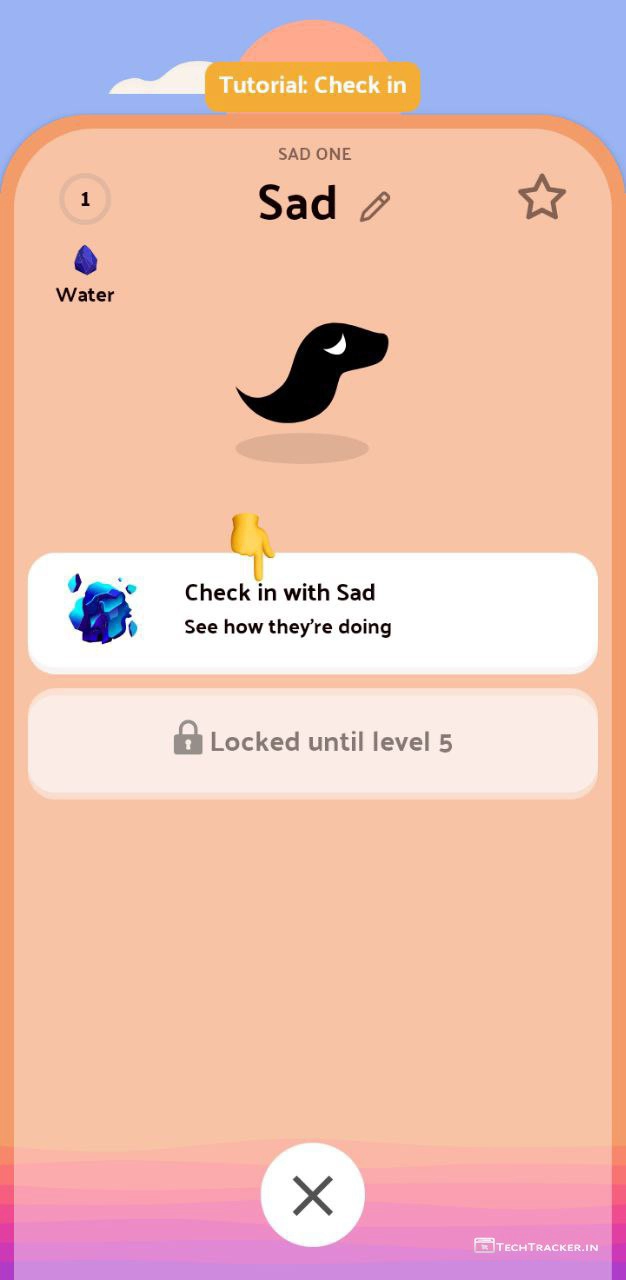 Tutorial: Check in
SAD ONE
1
Sad
Water
Check in with Sad
See how they're doing
Locked until level 5
TECHTRACKER.IN